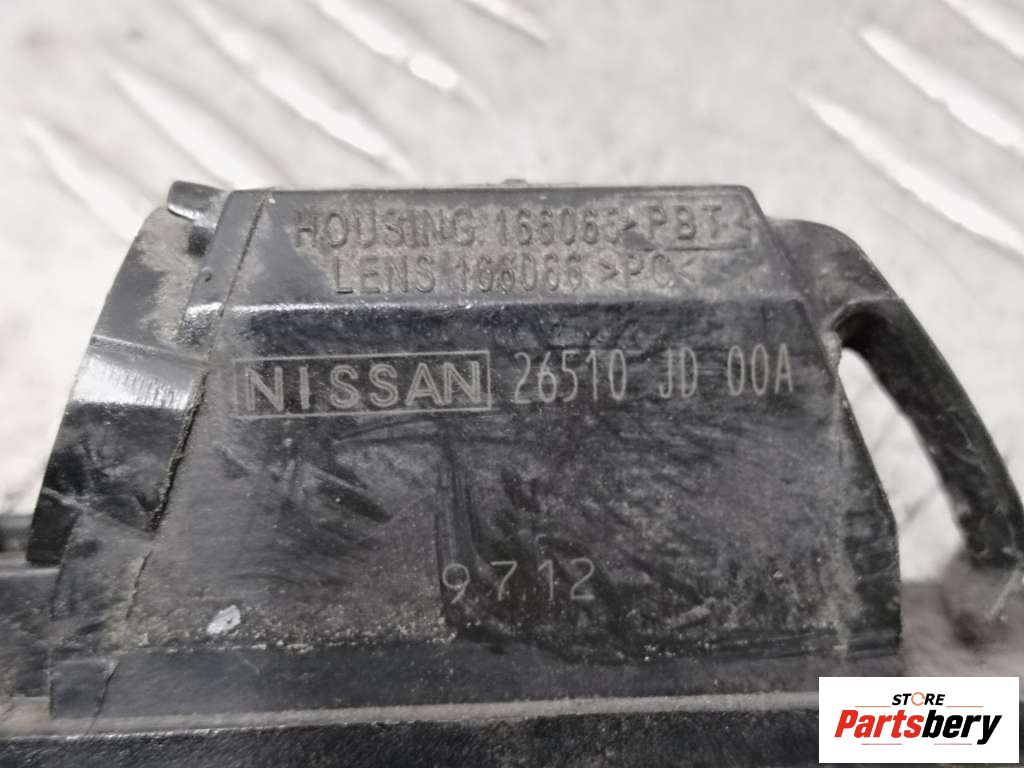 HOUSING 166065 >PBT<
LENS 166066 >PC<
NISSAN 26510 JD 00A
9712
STORE
Partsbery